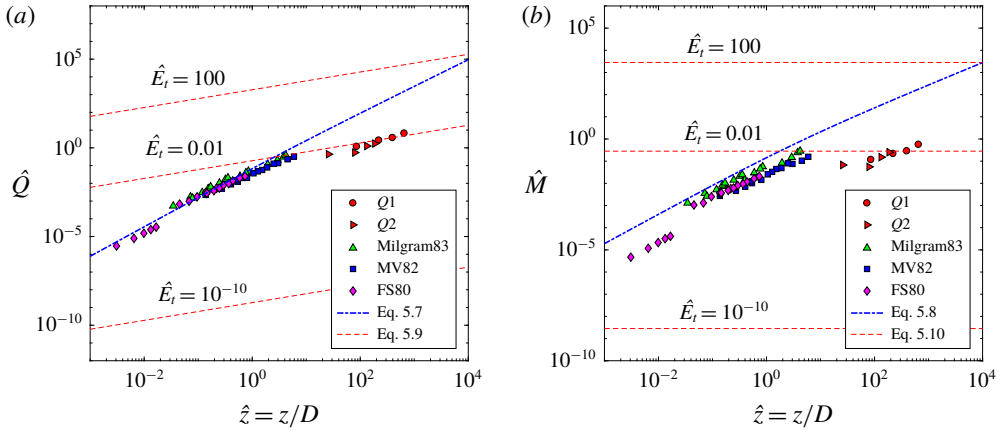 (a)
10^5
10^0
10^{-5}
10^{-10}
Q̂
Ê_t = 100
Ê_t = 0.01
Ê_t = 10^{-10}
Q1
Q2
Milgram83
MV82
FS80
Eq. 5.7
Eq. 5.9
10^{-2}
10^0
10^2
10^4
ẑ = z/D
(b)
10^5
10^0
10^{-5}
10^{-10}
M̂
Ê_t = 100
Ê_t = 0.01
Ê_t = 10^{-10}
Q1
Q2
Milgram83
MV82
FS80
Eq. 5.8
Eq. 5.10
10^{-2}
10^0
10^2
10^4
ẑ = z/D